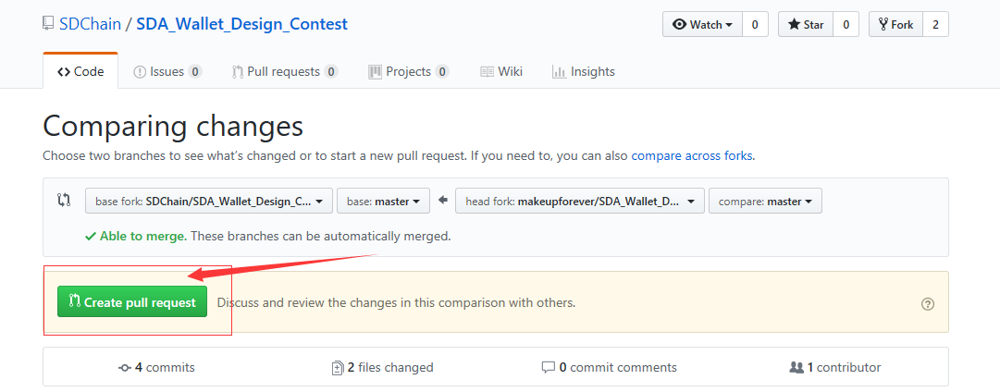 SDChain / SDA_Wallet_Design_Contest
Watch 0 Star 0 Fork 2
Code Issues 0 Pull requests 0 Projects 0 Wiki Insights
Comparing changes
Choose two branches to see what's changed or to start a new pull request. If you need to, you can also compare across forks.
base fork: SDChain/SDA_Wallet_Design_C... base: master head fork: makeupforever/SDA_Wallet_D... compare: master
Able to merge. These branches can be automatically merged.
Create pull request Discuss and review the changes in this comparison with others. ?
4 commits 2 files changed 0 commit comments 1 contributor